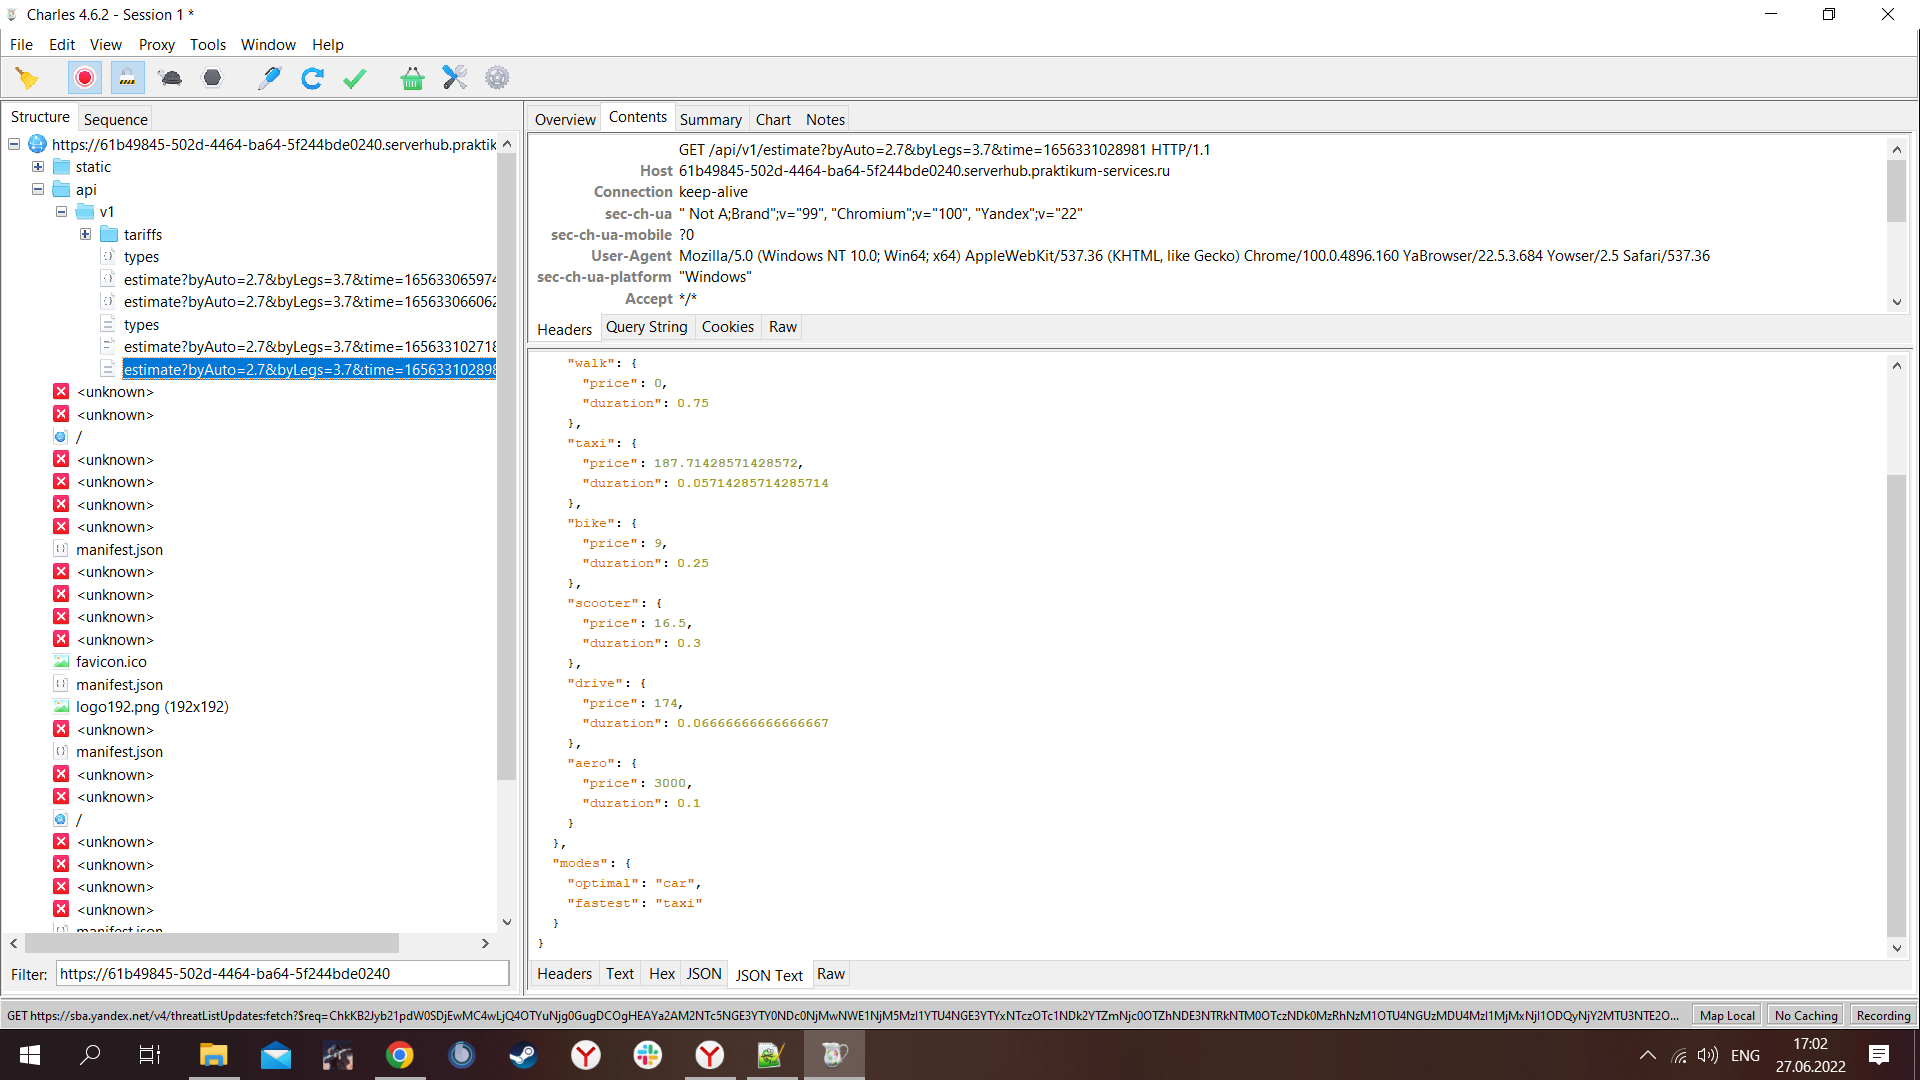 Charles 4.6.2 - Session 1 *
File Edit View Proxy Tools Window Help
Structure Sequence
https://61b49845-502d-4464-ba64-5f244bde0240.serverhub.praktik
static
api
v1
tariffs
types
estimate?byAuto=2.7&byLegs=3.7&time=165633065974
estimate?byAuto=2.7&byLegs=3.7&time=165633066062
types
estimate?byAuto=2.7&byLegs=3.7&time=165633102718
estimate?byAuto=2.7&byLegs=3.7&time=165633102898
<unknown>
<unknown>
/
<unknown>
<unknown>
<unknown>
<unknown>
manifest.json
<unknown>
<unknown>
<unknown>
<unknown>
favicon.ico
manifest.json
logo192.png (192x192)
<unknown>
manifest.json
<unknown>
<unknown>
/
<unknown>
<unknown>
<unknown>
<unknown>
manifest.json
Filter: https://61b49845-502d-4464-ba64-5f244bde0240
Overview Contents Summary Chart Notes
GET /api/v1/estimate?byAuto=2.7&byLegs=3.7&time=1656331028981 HTTP/1.1
Host 61b49845-502d-4464-ba64-5f244bde0240.serverhub.praktikum-services.ru
Connection keep-alive
sec-ch-ua " Not A;Brand";v="99", "Chromium";v="100", "Yandex";v="22"
sec-ch-ua-mobile ?0
User-Agent Mozilla/5.0 (Windows NT 10.0; Win64; x64) AppleWebKit/537.36 (KHTML, like Gecko) Chrome/100.0.4896.160 YaBrowser/22.5.3.684 Yowser/2.5 Safari/537.36
sec-ch-ua-platform "Windows"
Accept */*
Headers Query String Cookies Raw
"walk": {
"price": 0,
"duration": 0.75
},
"taxi": {
"price": 187.71428571428572,
"duration": 0.05714285714285714
},
"bike": {
"price": 9,
"duration": 0.25
},
"scooter": {
"price": 16.5,
"duration": 0.3
},
"drive": {
"price": 174,
"duration": 0.06666666666666667
},
"aero": {
"price": 3000,
"duration": 0.1
}
},
"modes": {
"optimal": "car",
"fastest": "taxi"
}
}
Headers Text Hex JSON JSON Text Raw
GET https://sba.yandex.net/v4/threatListUpdates:fetch?$req=
Map Local No Caching Recording
ENG
17:02
27.06.2022